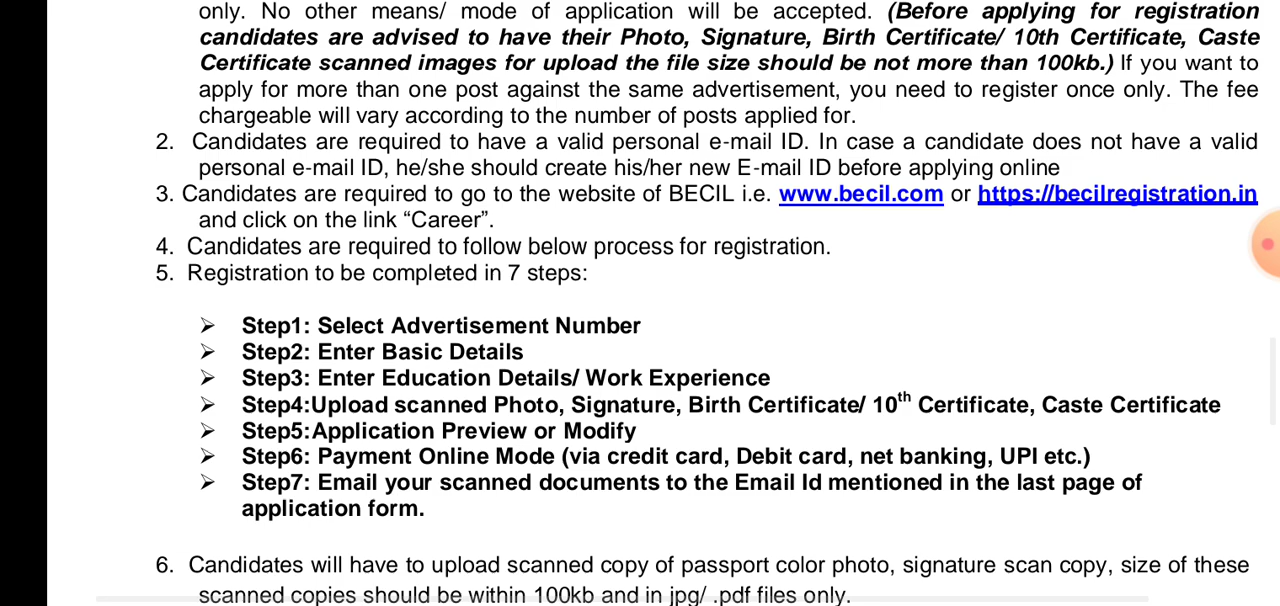 only. No other means/ mode of application will be accepted. (Before applying for registration
candidates are advised to have their Photo, Signature, Birth Certificate/ 10th Certificate, Caste
Certificate scanned images for upload the file size should be not more than 100kb.) If you want to
apply for more than one post against the same advertisement, you need to register once only. The fee
chargeable will vary according to the number of posts applied for.
2. Candidates are required to have a valid personal e-mail ID. In case a candidate does not have a valid
personal e-mail ID, he/she should create his/her new E-mail ID before applying online
3. Candidates are required to go to the website of BECIL i.e. www.becil.com or https://becilregistration.in
and click on the link “Career”.
4. Candidates are required to follow below process for registration.
5. Registration to be completed in 7 steps:
➢ Step1: Select Advertisement Number
➢ Step2: Enter Basic Details
➢ Step3: Enter Education Details/ Work Experience
➢ Step4:Upload scanned Photo, Signature, Birth Certificate/ 10th Certificate, Caste Certificate
➢ Step5:Application Preview or Modify
➢ Step6: Payment Online Mode (via credit card, Debit card, net banking, UPI etc.)
➢ Step7: Email your scanned documents to the Email Id mentioned in the last page of
application form.
6. Candidates will have to upload scanned copy of passport color photo, signature scan copy, size of these
scanned copies should be within 100kb and in jpg/ .pdf files only.